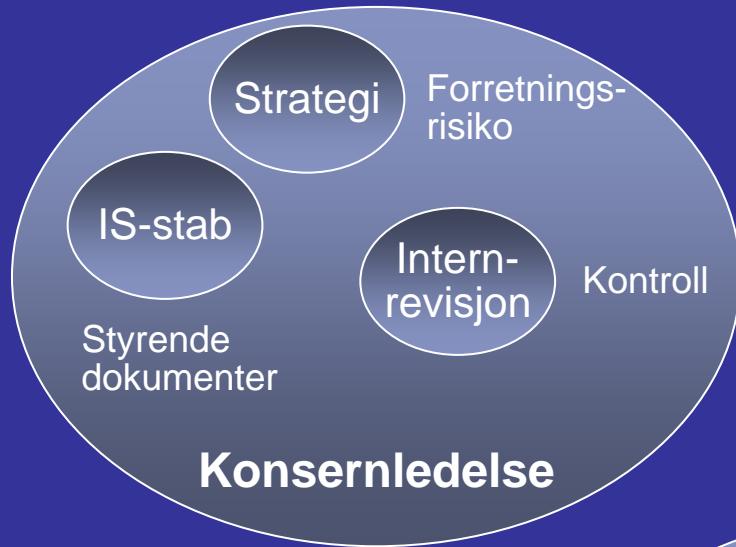 Strategi
Forretnings-
risiko
IS-stab
Intern-
revisjon
Kontroll
Styrende
dokumenter
Konsernledelse